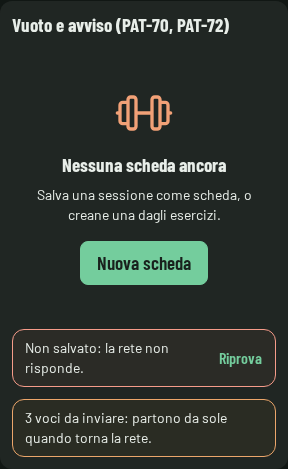 Vuoto e avviso (PAT-70, PAT-72)
Nessuna scheda ancora
Salva una sessione come scheda, o
creane una dagli esercizi.
Nuova scheda
Non salvato: la rete non
risponde.
Riprova
3 voci da inviare: partono da sole
quando torna la rete.